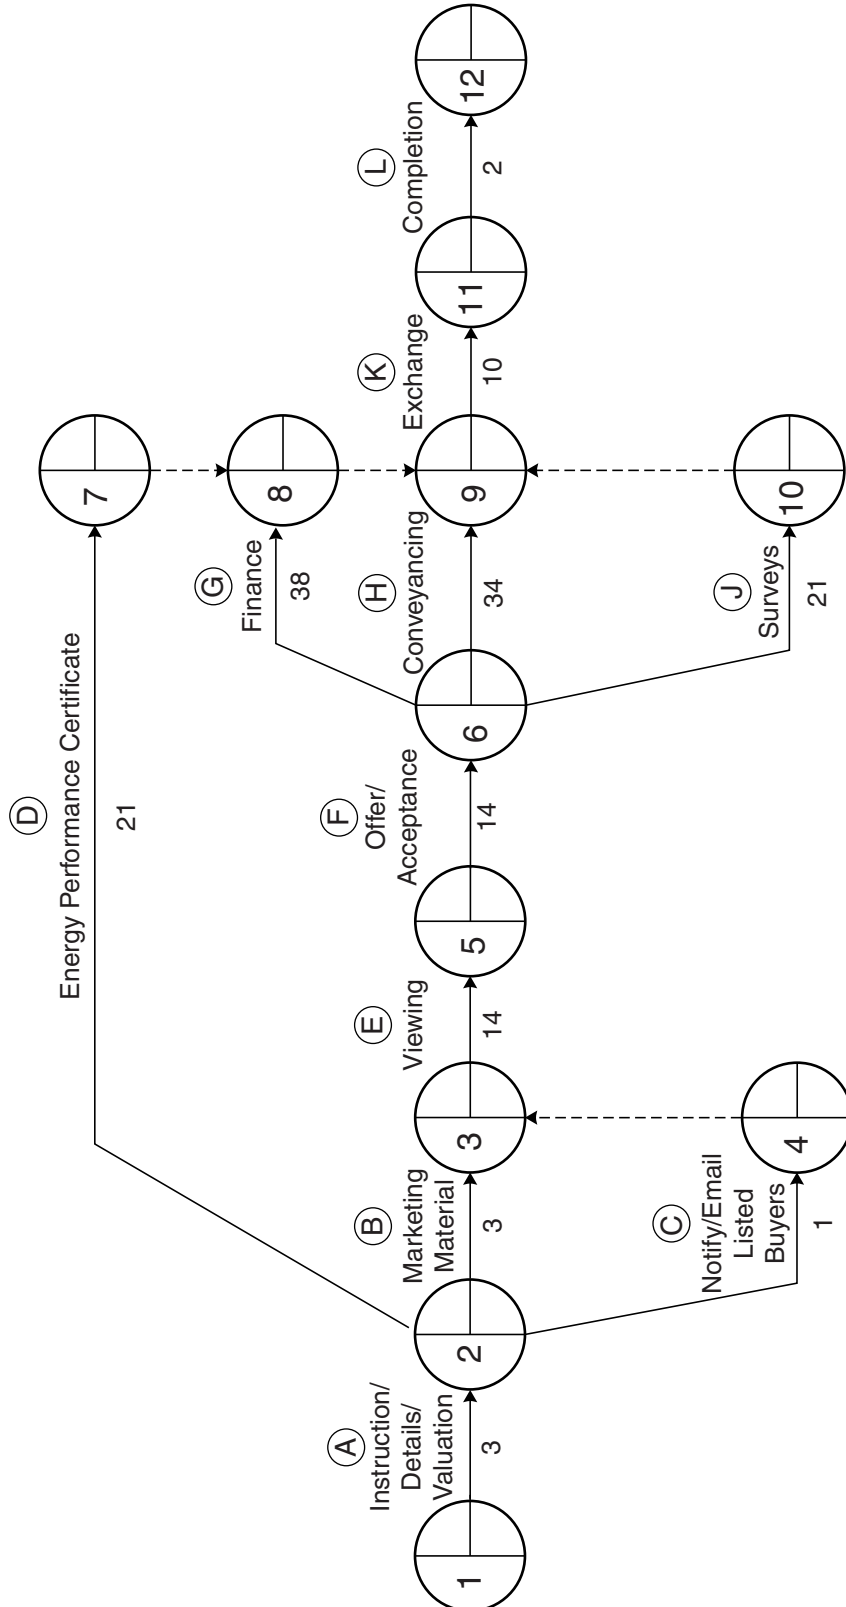 D
Energy Performance Certificate
21
7
G
Finance
38
8
A
Instruction/
Details/
Valuation
3
1
2
B
Marketing
Material
3
3
E
Viewing
14
5
F
Offer/
Acceptance
14
6
H
Conveyancing
34
9
K
Exchange
10
11
L
Completion
2
12
C
Notify/Email
Listed
Buyers
1
4
J
Surveys
21
10